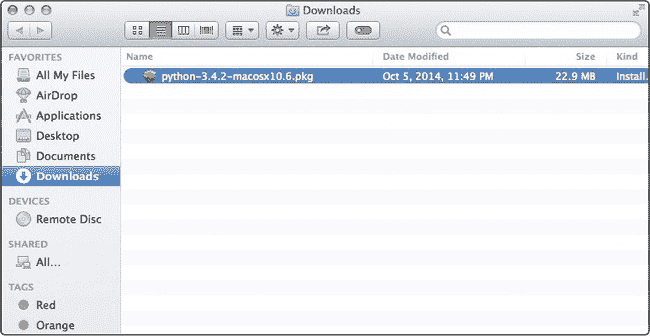 Downloads
FAVORITES
All My Files
AirDrop
Applications
Desktop
Documents
Downloads
DEVICES
Remote Disc
SHARED
All...
TAGS
Red
Orange
Name Date Modified Size Kind
python-3.4.2-macosx10.6.pkg Oct 5, 2014, 11:49 PM 22.9 MB Install.